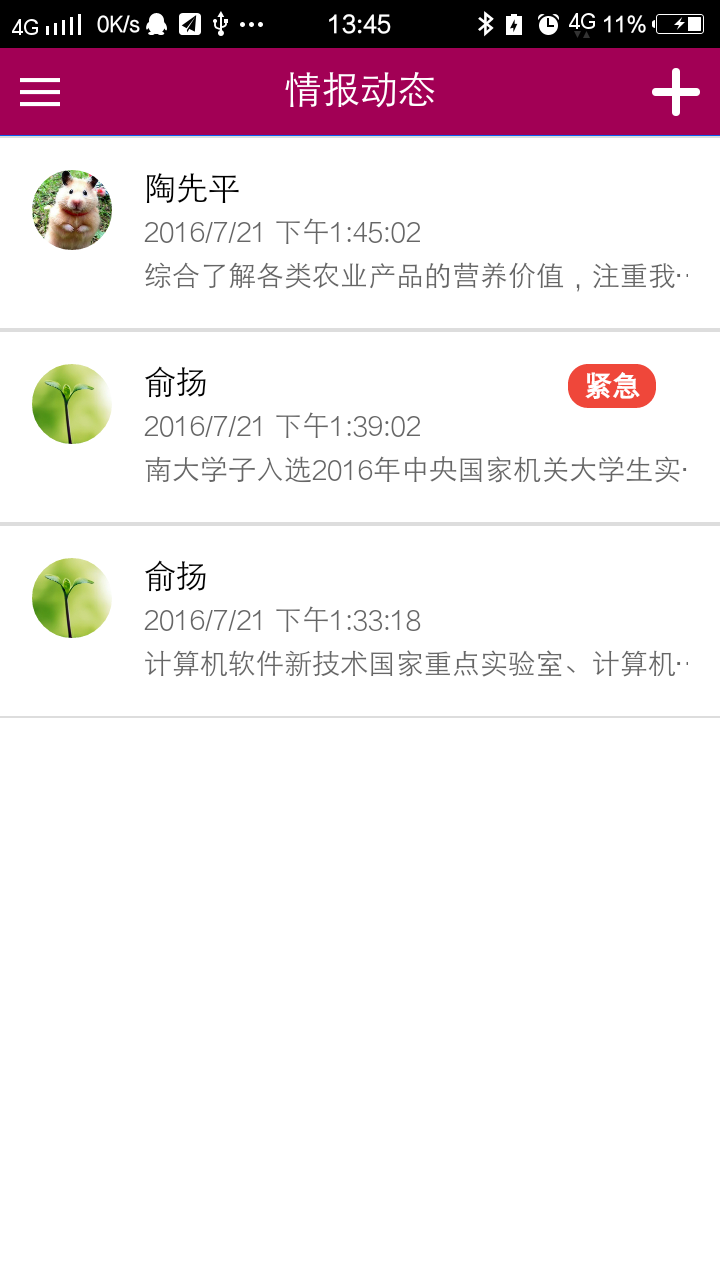 4G 0K/s 13:45 4G 11%
情报动态
陶先平
2016/7/21 下午1:45:02
综合了解各类农业产品的营养价值，注重我…
俞扬 紧急
2016/7/21 下午1:39:02
南大学子入选2016年中央国家机关大学生实…
俞扬
2016/7/21 下午1:33:18
计算机软件新技术国家重点实验室、计算机…